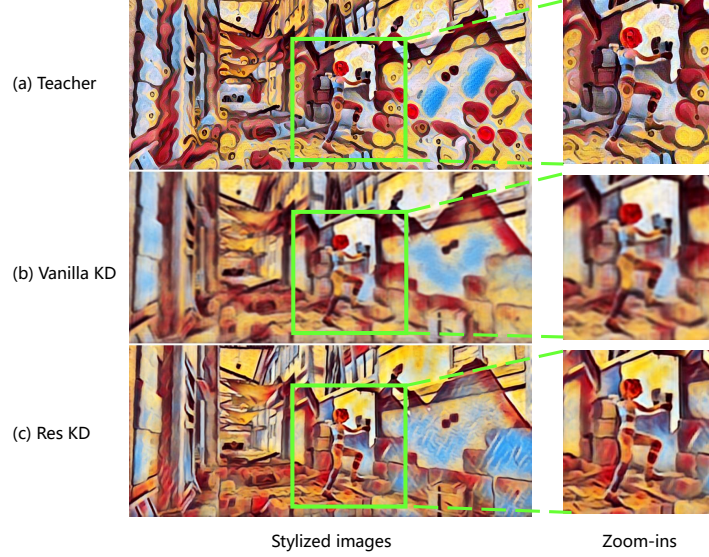 (a) Teacher
(b) Vanilla KD
(c) Res KD
Stylized images
Zoom-ins